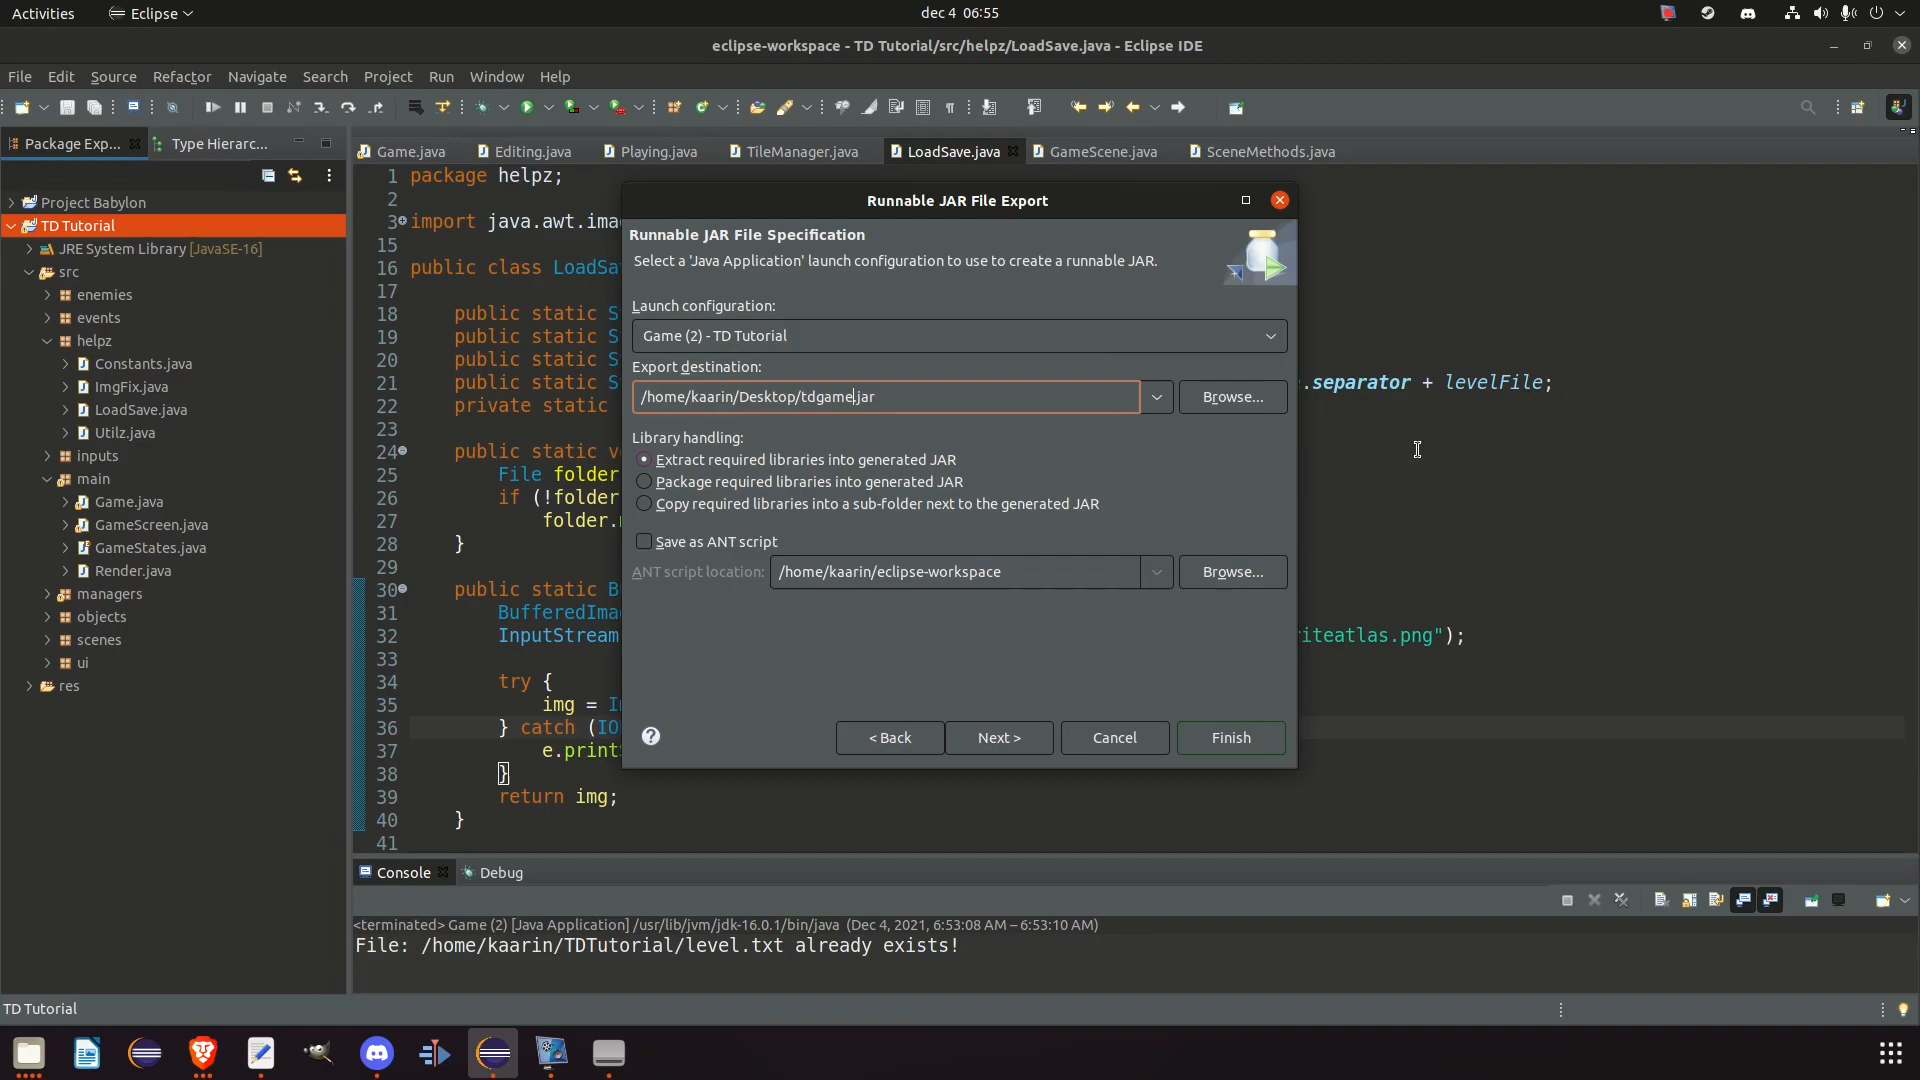 Activities
Eclipse
dec 4 06:55
eclipse-workspace - TD Tutorial/src/helpz/LoadSave.java - Eclipse IDE
File Edit Source Refactor Navigate Search Project Run Window Help
Package Exp... Type Hierarc...
Game.java Editing.java Playing.java TileManager.java LoadSave.java GameScene.java SceneMethods.java
Project Babylon
TD Tutorial
JRE System Library [JavaSE-16]
src
enemies
events
helpz
Constants.java
ImgFix.java
LoadSave.java
Utilz.java
inputs
main
Game.java
GameScreen.java
GameStates.java
Render.java
managers
objects
scenes
ui
res
1 package helpz;
2
3 import java.awt.ima
15
16 public class LoadSa
17
18 public static S
19 public static S
20 public static S
21 public static S .separator + levelFile;
22 private static
23
24 public static v
25 File folder
26 if (!folder
27 folder.
28 }
29
30 public static B
31 BufferedIma
32 InputStream iteatlas.png");
33
34 try {
35 img = I
36 } catch (IO
37 e.print
38 }
39 return img;
40 }
41
Runnable JAR File Export
Runnable JAR File Specification
Select a 'Java Application' launch configuration to use to create a runnable JAR.
Launch configuration:
Game (2) - TD Tutorial
Export destination:
/home/kaarin/Desktop/tdgame.jar
Browse...
Library handling:
Extract required libraries into generated JAR
Package required libraries into generated JAR
Copy required libraries into a sub-folder next to the generated JAR
Save as ANT script
ANT script location: /home/kaarin/eclipse-workspace Browse...
?
< Back Next > Cancel Finish
Console Debug
<terminated> Game (2) [Java Application] /usr/lib/jvm/jdk-16.0.1/bin/java (Dec 4, 2021, 6:53:08 AM – 6:53:10 AM)
File: /home/kaarin/TDTutorial/level.txt already exists!
TD Tutorial